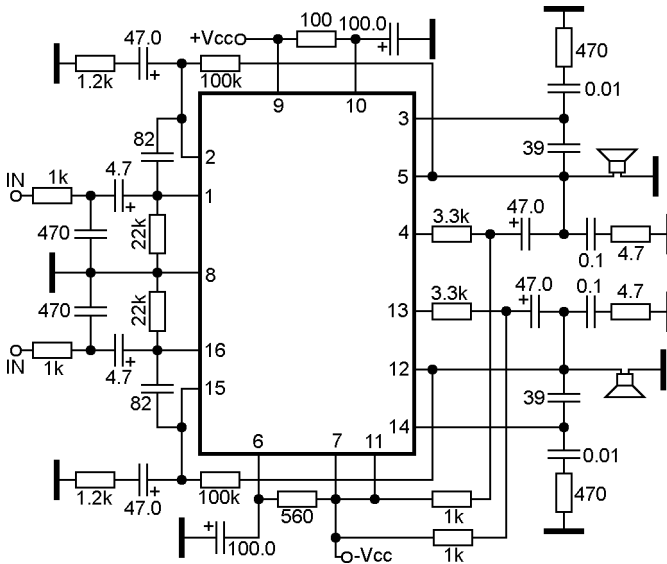 +Vcc 100 100.0 +
47.0 + 1.2k 100k
470
0.01
9 10
3
82 2 39
IN 1k 4.7 + 1 5
470 22k 4 3.3k 47.0 + 0.1 4.7
8
470 22k 13 3.3k 47.0 + 0.1 4.7
IN 1k 4.7 + 16 12
82 15 39
14
6 7 11
0.01
1.2k 47.0 + 100k 560 1k 470
+ 100.0 -Vcc 1k